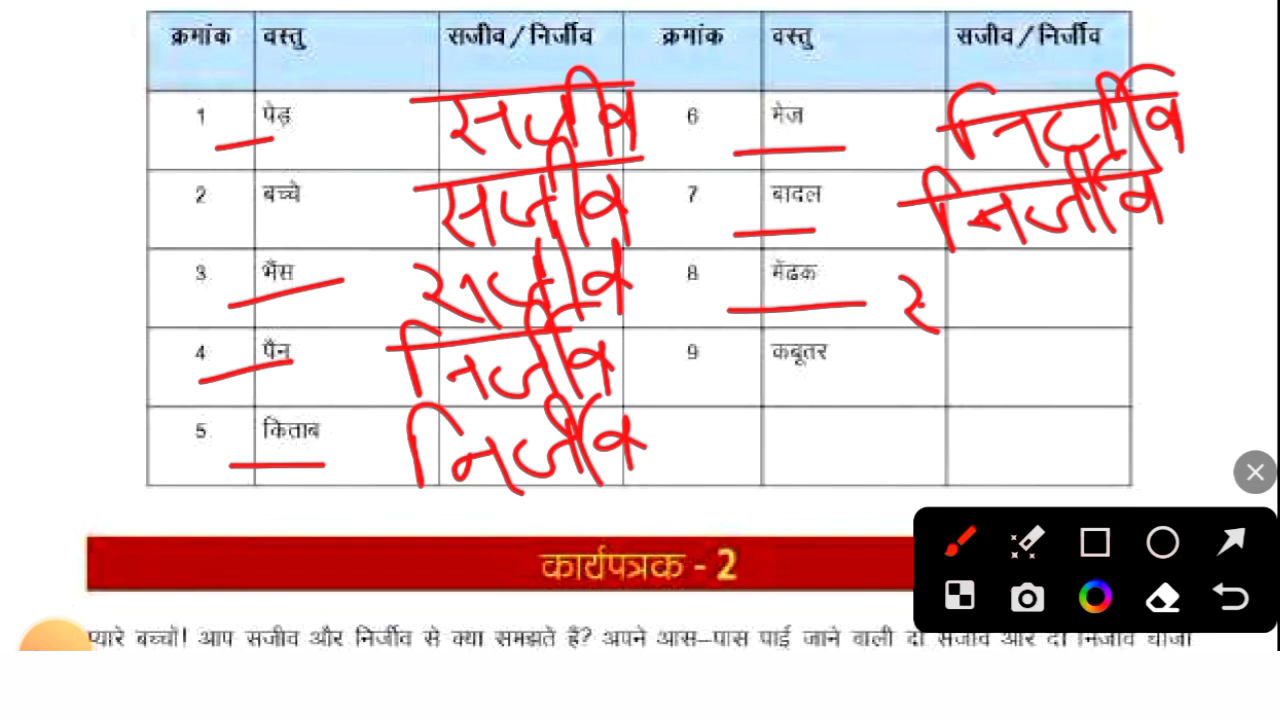 क्रमांक वस्तु सजीव / निर्जीव क्रमांक वस्तु सजीव / निर्जीव
1 पेड़ सजीव 6 मेज निर्जीव
2 बच्चे सजीव 7 बादल निर्जीव
3 भैंस सजीव 8 मेंढक स
4 पैन निर्जीव 9 कबूतर
5 किताब निर्जीव
कार्यपत्रक - 2
प्यारे बच्चों! आप सजीव और निर्जीव से क्या समझते हैं? अपने आस-पास पाई जाने वाली दो सजीव और दो निर्जीव चीजों